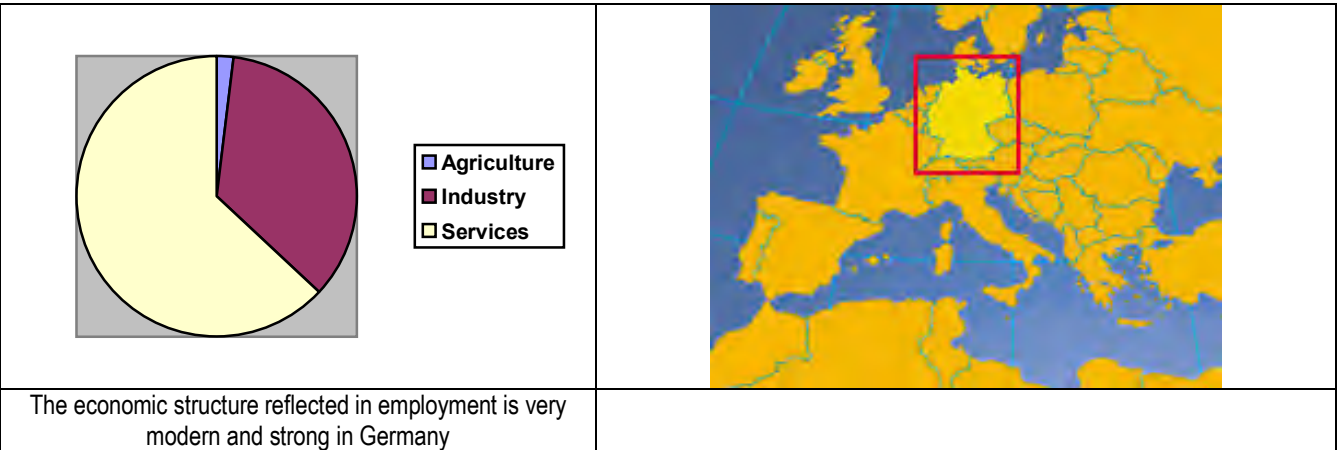 Agriculture
Industry
Services
The economic structure reflected in employment is very
modern and strong in Germany